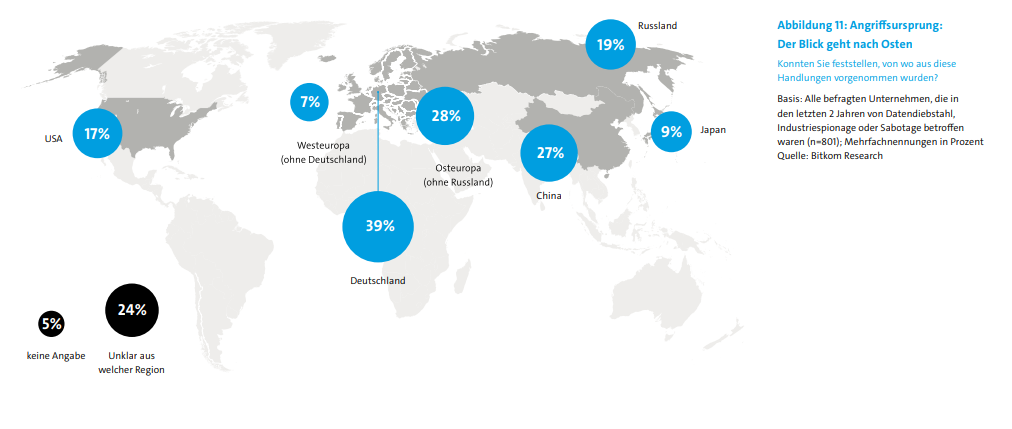 Abbildung 11: Angriffsursprung:
Der Blick geht nach Osten
Konnten Sie feststellen, von wo aus diese
Handlungen vorgenommen wurden?
Basis: Alle befragten Unternehmen, die in
den letzten 2 Jahren von Datendiebstahl,
Industriespionage oder Sabotage betroffen
waren (n=801); Mehrfachnennungen in Prozent
Quelle: Bitkom Research
19%
Russland
7%
Westeuropa
(ohne Deutschland)
28%
Osteuropa
(ohne Russland)
17%
USA
27%
China
9%
Japan
39%
Deutschland
5%
keine Angabe
24%
Unklar aus
welcher Region